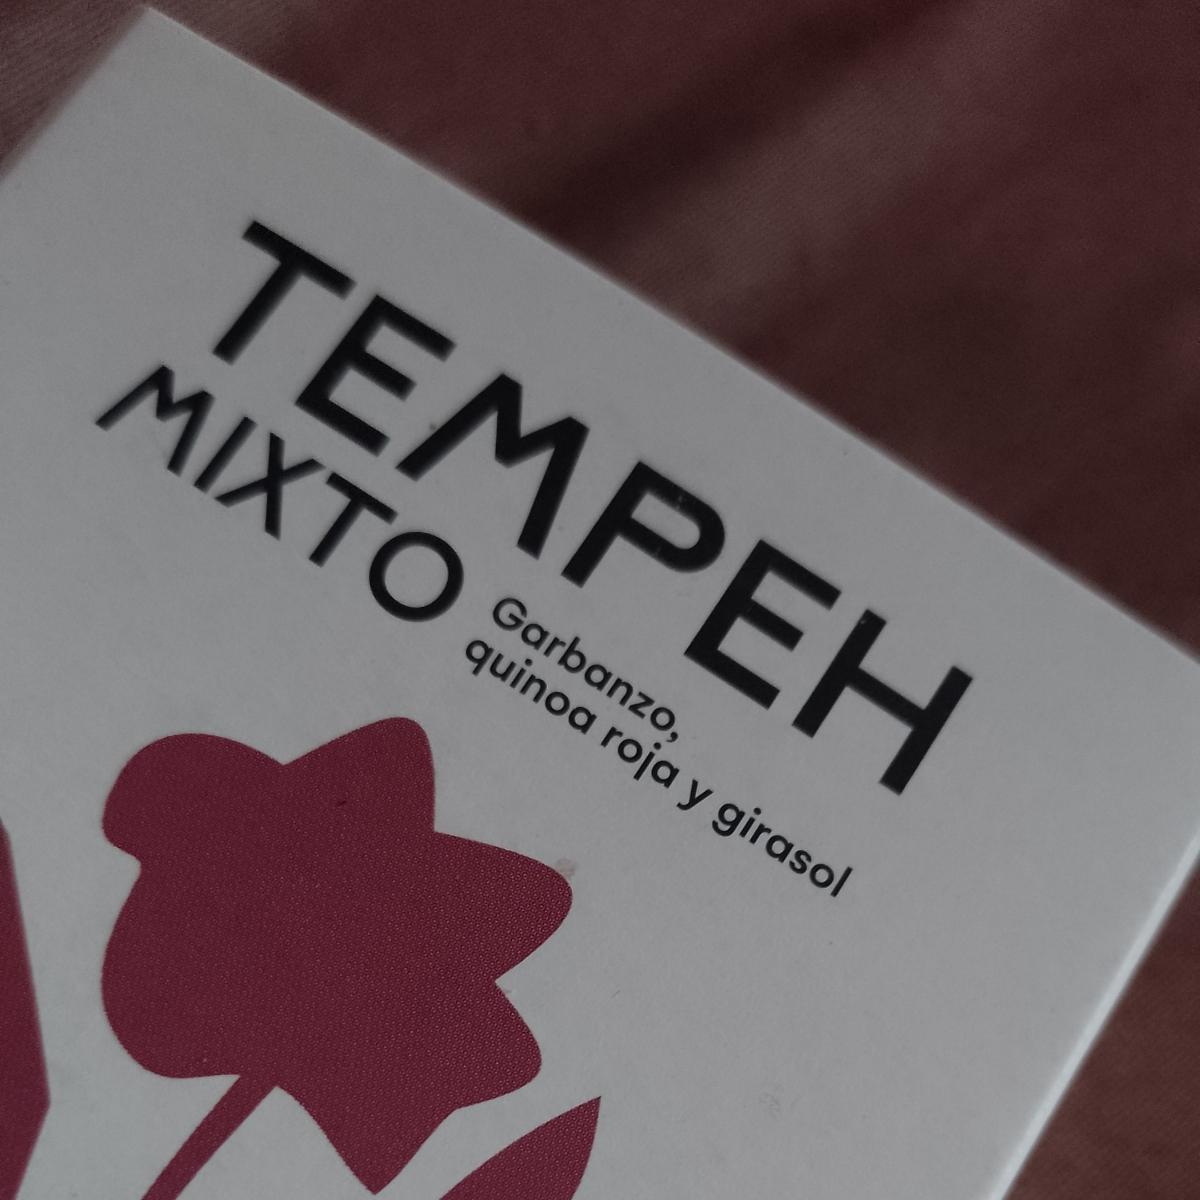 TEMPEH
MIXTO
Garbanzo,
quinoa roja y girasol